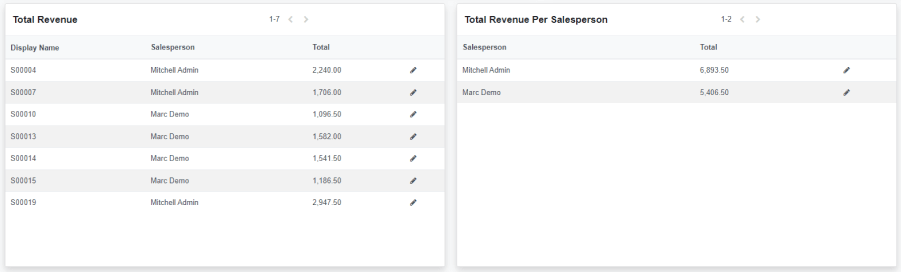 Total Revenue 1-7
Display Name Salesperson Total
S00004 Mitchell Admin 2,240.00
S00007 Mitchell Admin 1,706.00
S00010 Marc Demo 1,096.50
S00013 Marc Demo 1,582.00
S00014 Marc Demo 1,541.50
S00015 Marc Demo 1,186.50
S00019 Mitchell Admin 2,947.50
Total Revenue Per Salesperson 1-2
Salesperson Total
Mitchell Admin 6,893.50
Marc Demo 5,406.50